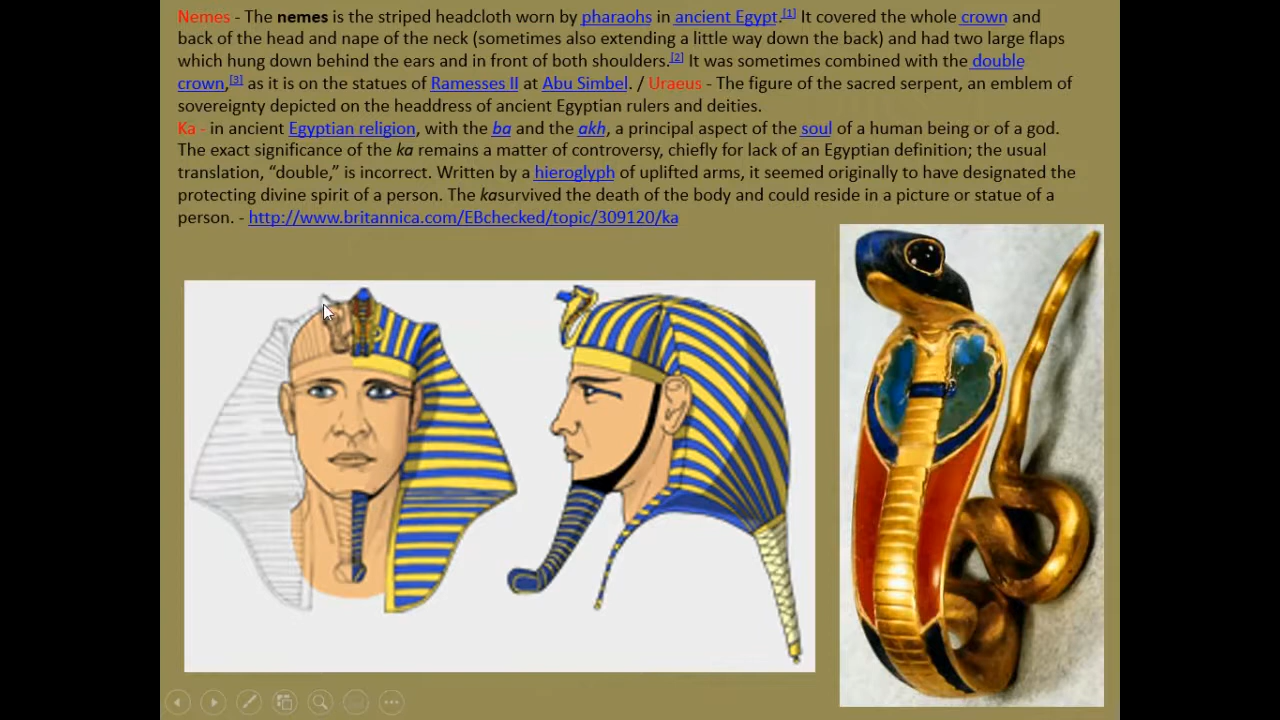 Nemes - The nemes is the striped headcloth worn by pharaohs in ancient Egypt.[1] It covered the whole crown and
back of the head and nape of the neck (sometimes also extending a little way down the back) and had two large flaps
which hung down behind the ears and in front of both shoulders.[2] It was sometimes combined with the double
crown,[3] as it is on the statues of Ramesses II at Abu Simbel. / Uraeus - The figure of the sacred serpent, an emblem of
sovereignty depicted on the headdress of ancient Egyptian rulers and deities.
Ka - in ancient Egyptian religion, with the ba and the akh, a principal aspect of the soul of a human being or of a god.
The exact significance of the ka remains a matter of controversy, chiefly for lack of an Egyptian definition; the usual
translation, “double,” is incorrect. Written by a hieroglyph of uplifted arms, it seemed originally to have designated the
protecting divine spirit of a person. The kasurvived the death of the body and could reside in a picture or statue of a
person. - http://www.britannica.com/EBchecked/topic/309120/ka